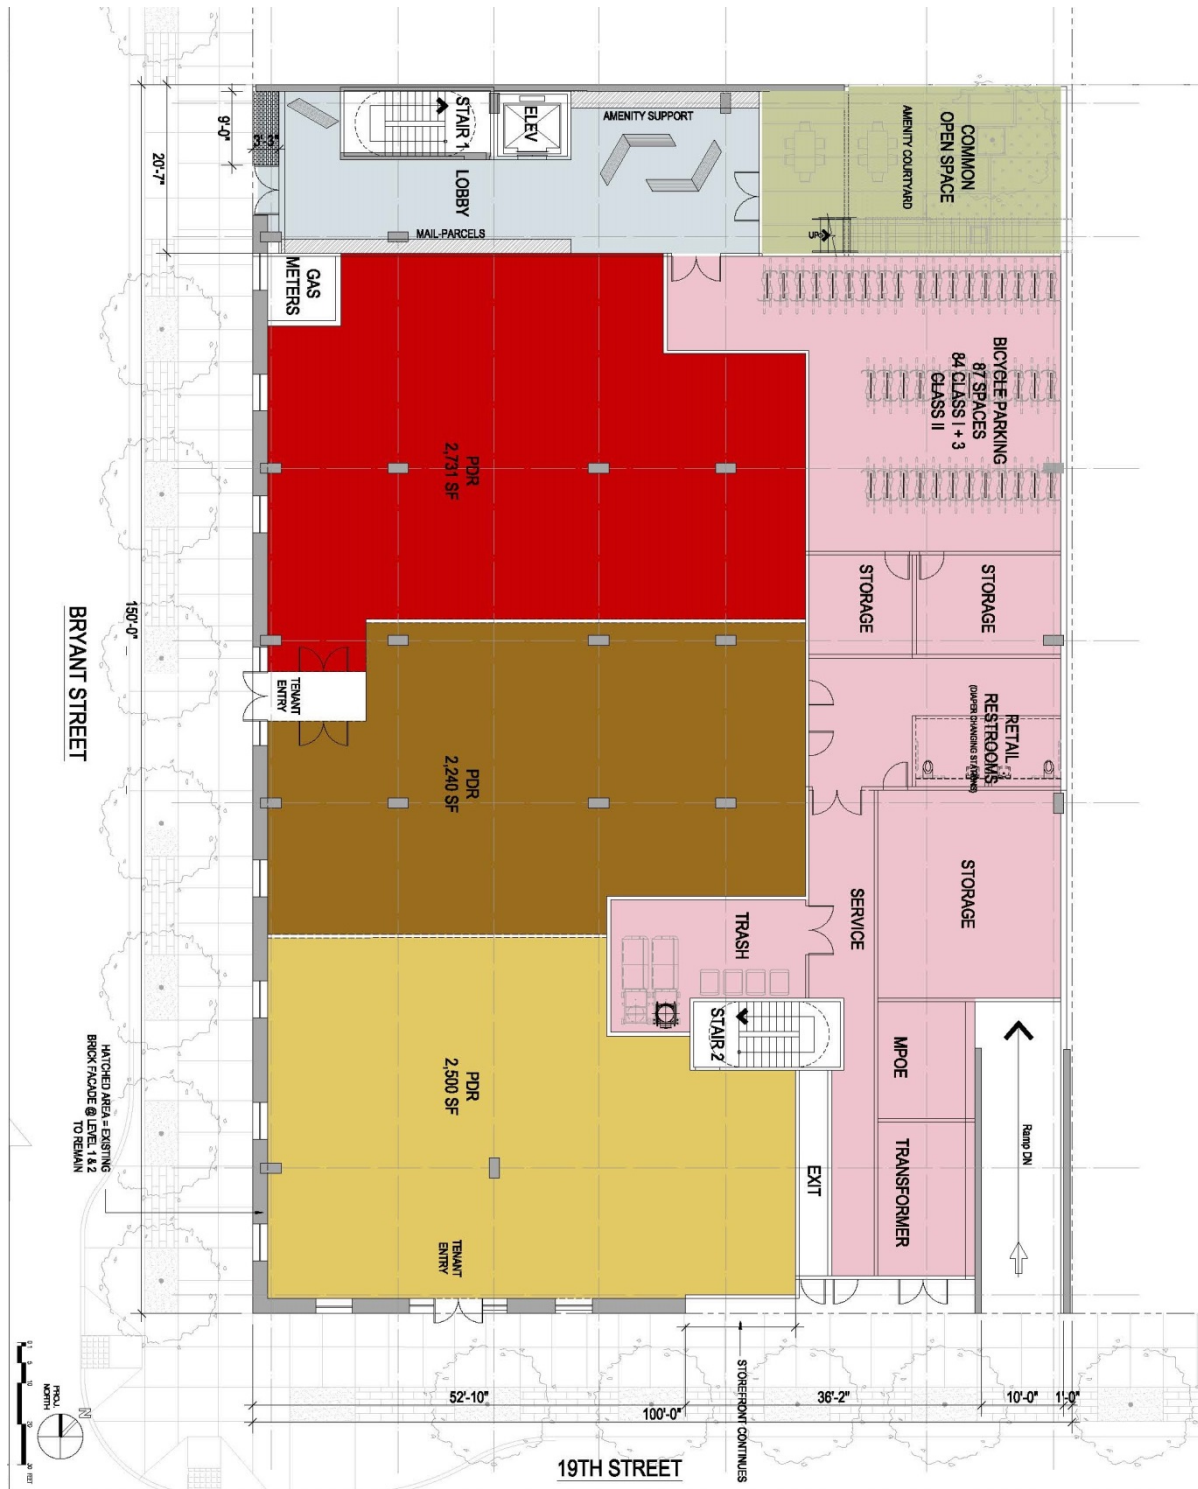 9'-0"
3'-3"
20'-7"
150'-0"
STAIR 1
ELEV
AMENITY SUPPORT
LOBBY
MAIL-PARCELS
COMMON
OPEN SPACE
AMENITY COURTYARD
UP
GAS
METERS
BICYCLE PARKING
87 SPACES
84 CLASS I + 3
CLASS II
PDR
2,731 SF
STORAGE
STORAGE
TENANT
ENTRY
RETAIL
RESTROOMS
(DIAPER CHANGING STATIONS)
PDR
2,240 SF
BRYANT STREET
STORAGE
SERVICE
TRASH
STAIR 2
MPOE
TRANSFORMER
Ramp DN
EXIT
PDR
2,500 SF
TENANT
ENTRY
HATCHED AREA = EXISTING
BRICK FACADE @ LEVEL 1 & 2
TO REMAIN
STOREFRONT CONTINUES
52'-10"
36'-2"
10'-0"
1'-0"
100'-0"
19TH STREET
PROJ.
NORTH
N